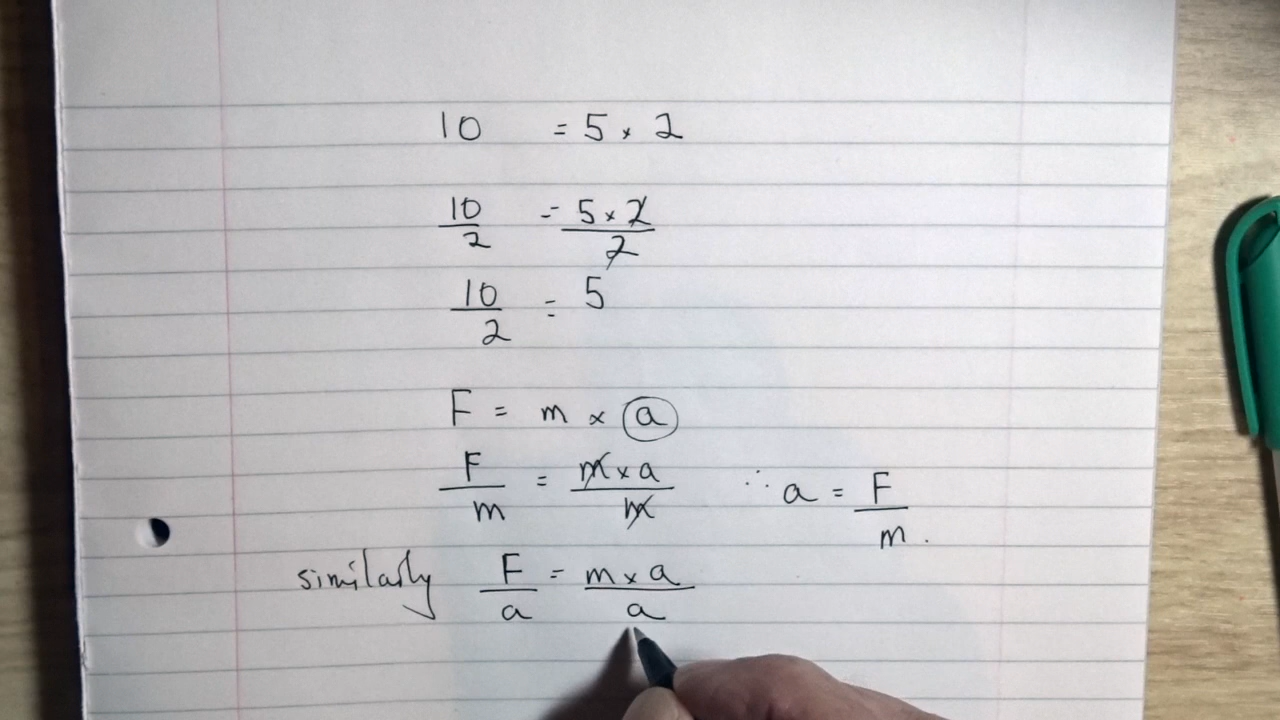 10 = 5 × 2
10/2 = 5 × 2/2
10/2 = 5
F = m × a
F/m = m × a/m ∴ a = F/m.
similarly F/a = m × a/a